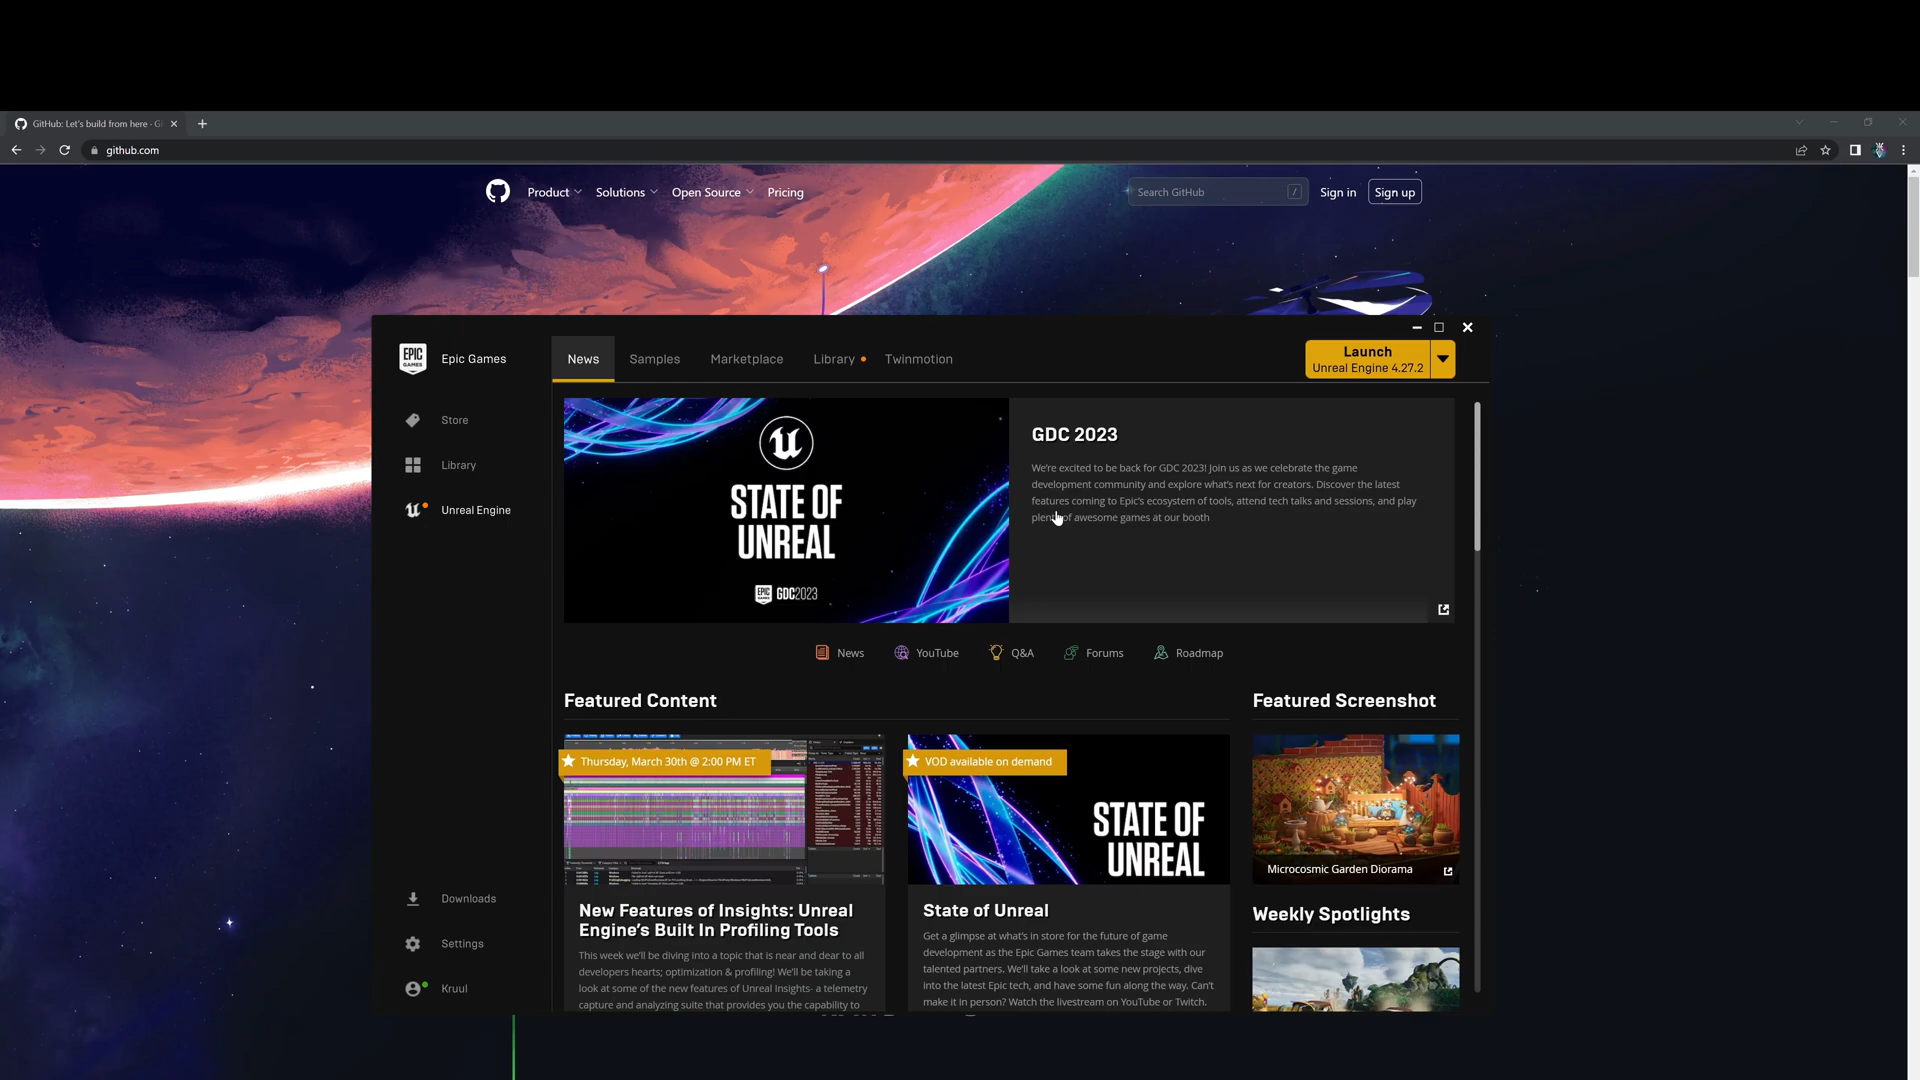 GitHub: Let's build from here - Gi
github.com
Product
Solutions
Open Source
Pricing
Search GitHub
/
Sign in
Sign up
EPIC GAMES
Epic Games
News
Samples
Marketplace
Library
Twinmotion
Launch
Unreal Engine 4.27.2
Store
Library
Unreal Engine
STATE OF
UNREAL
EPIC GAMES GDC2023
GDC 2023
We're excited to be back for GDC 2023! Join us as we celebrate the game
development community and explore what's next for creators. Discover the latest
features coming to Epic's ecosystem of tools, attend tech talks and sessions, and play
plenty of awesome games at our booth
News
YouTube
Q&A
Forums
Roadmap
Featured Content
Featured Screenshot
Thursday, March 30th @ 2:00 PM ET
New Features of Insights: Unreal
Engine's Built In Profiling Tools
This week we'll be diving into a topic that is near and dear to all
developers hearts; optimization & profiling! We'll be taking a
look at some of the new features of Unreal Insights- a telemetry
capture and analyzing suite that provides you the capability to
VOD available on demand
STATE OF
UNREAL
State of Unreal
Get a glimpse at what's in store for the future of game
development as the Epic Games team takes the stage with our
talented partners. We'll take a look at some new projects, dive
into the latest Epic tech, and have some fun along the way. Can't
make it in person? Watch the livestream on YouTube or Twitch.
Microcosmic Garden Diorama
Weekly Spotlights
Downloads
Settings
Kruul